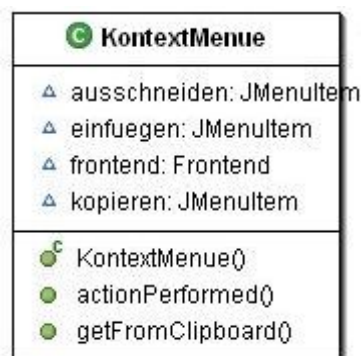 C KontextMenue
ausschneiden: JMenuItem
einfuegen: JMenuItem
frontend: Frontend
kopieren: JMenuItem
C KontextMenue()
actionPerformed()
getFromClipboard()